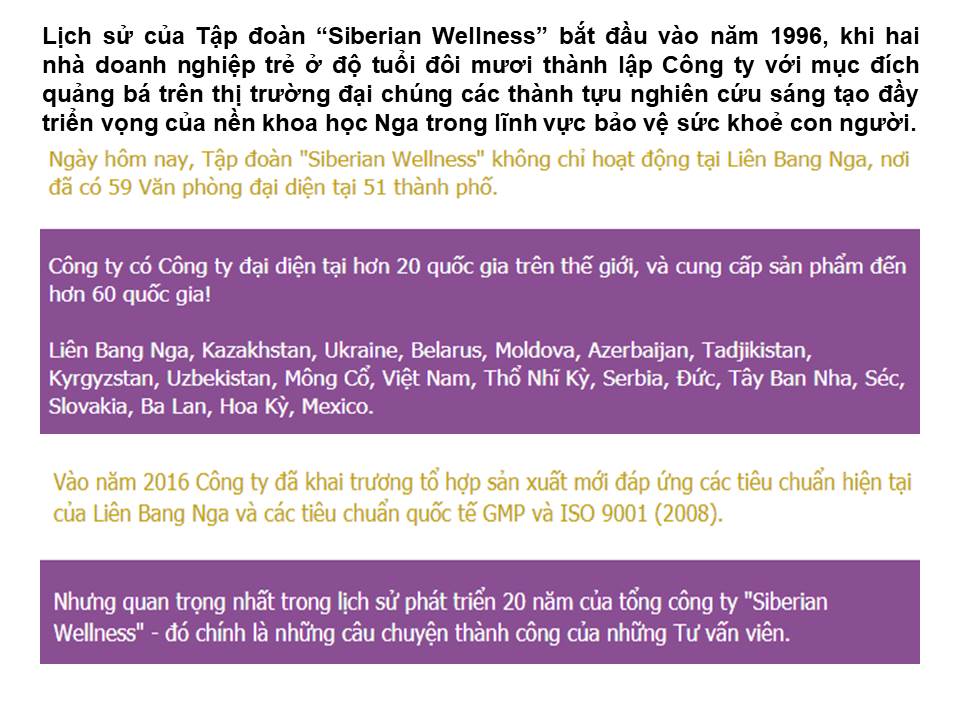 Lịch sử của Tập đoàn “Siberian Wellness” bắt đầu vào năm 1996, khi hai
nhà doanh nghiệp trẻ ở độ tuổi đôi mươi thành lập Công ty với mục đích
quảng bá trên thị trường đại chúng các thành tựu nghiên cứu sáng tạo đầy
triển vọng của nền khoa học Nga trong lĩnh vực bảo vệ sức khoẻ con người.
Ngày hôm nay, Tập đoàn "Siberian Wellness" không chỉ hoạt động tại Liên Bang Nga, nơi
đã có 59 Văn phòng đại diện tại 51 thành phố.
Công ty có Công ty đại diện tại hơn 20 quốc gia trên thế giới, và cung cấp sản phẩm đến
hơn 60 quốc gia!
Liên Bang Nga, Kazakhstan, Ukraine, Belarus, Moldova, Azerbaijan, Tadjikistan,
Kyrgyzstan, Uzbekistan, Mông Cổ, Việt Nam, Thổ Nhĩ Kỳ, Serbia, Đức, Tây Ban Nha, Séc,
Slovakia, Ba Lan, Hoa Kỳ, Mexico.
Vào năm 2016 Công ty đã khai trương tổ hợp sản xuất mới đáp ứng các tiêu chuẩn hiện tại
của Liên Bang Nga và các tiêu chuẩn quốc tế GMP và ISO 9001 (2008).
Nhưng quan trọng nhất trong lịch sử phát triển 20 năm của tổng công ty "Siberian
Wellness" - đó chính là những câu chuyện thành công của những Tư vấn viên.